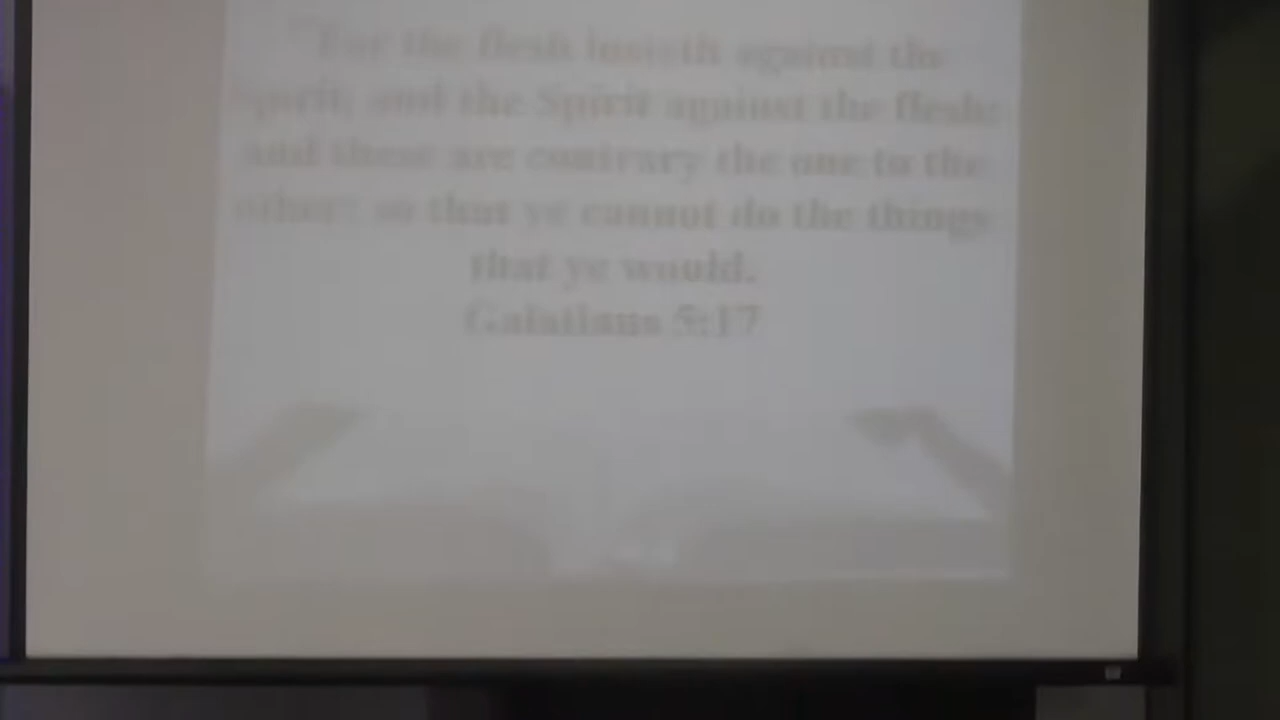 "For the flesh lusteth against the
Spirit, and the Spirit against the flesh:
and these are contrary the one to the
other: so that ye cannot do the things
that ye would.
Galatians 5:17